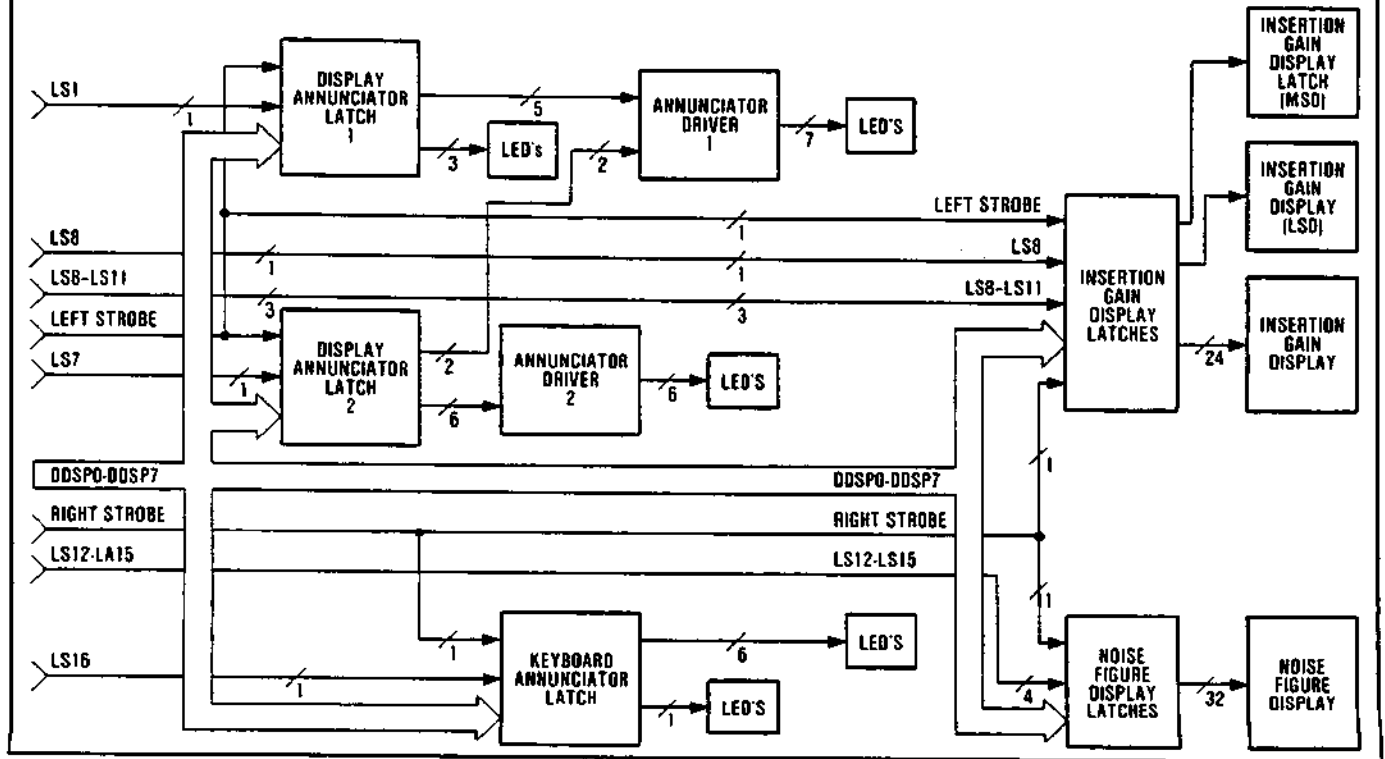 LS1
1
DISPLAY
ANNUNCIATOR
LATCH
1
5
3
LED's
2
ANNUNCIATOR
DRIVER
1
7
LED'S
INSERTION
GAIN
DISPLAY
LATCH
(MSD)
INSERTION
GAIN
DISPLAY
(LSD)
LEFT STROBE
1
LS8
1
1
LS8
LS8-LS11
3
3
LS8-LS11
LEFT STROBE
LS7
1
DISPLAY
ANNUNCIATOR
LATCH
2
2
6
ANNUNCIATOR
DRIVER
2
6
LED'S
INSERTION
GAIN
DISPLAY
LATCHES
24
INSERTION
GAIN
DISPLAY
1
DDSP0-DDSP7
DDSP0-DDSP7
RIGHT STROBE
RIGHT STROBE
LS12-LA15
LS12-LS15
1
LS16
1
1
KEYBOARD
ANNUNCIATOR
LATCH
6
LED'S
1
LED'S
4
NOISE
FIGURE
DISPLAY
LATCHES
32
NOISE
FIGURE
DISPLAY